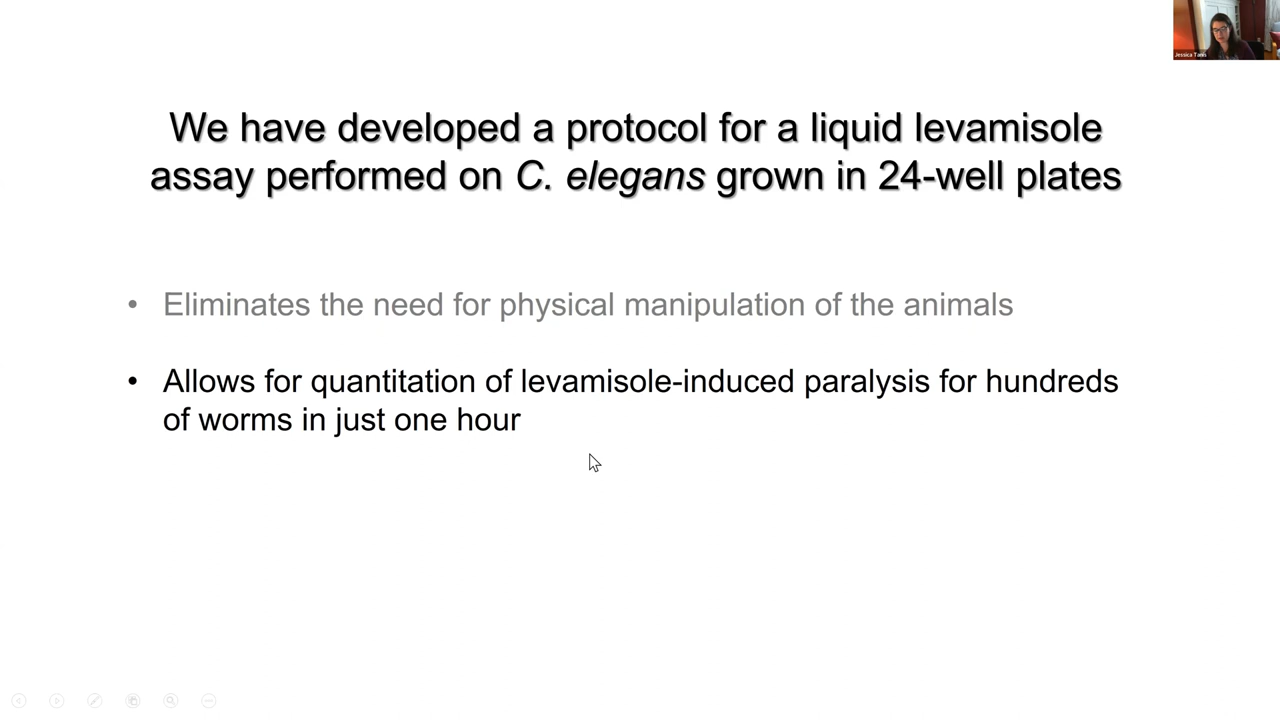 Jessica Tanis
We have developed a protocol for a liquid levamisole
assay performed on C. elegans grown in 24-well plates
• Eliminates the need for physical manipulation of the animals
• Allows for quantitation of levamisole-induced paralysis for hundreds
of worms in just one hour